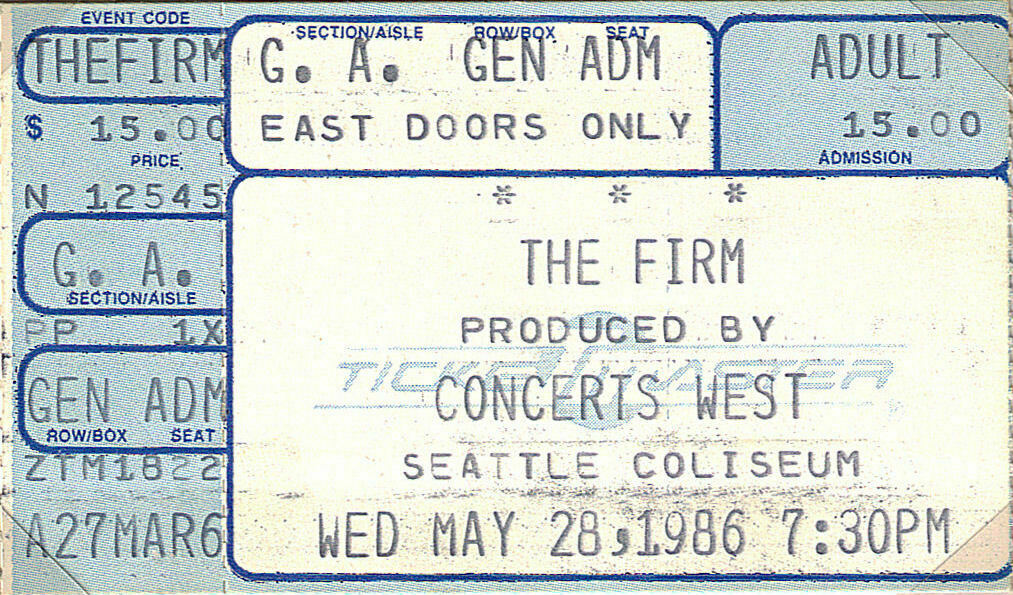 EVENT CODE
THEFIRM
$ 15.00
PRICE
N 12545
G. A.
SECTION/AISLE
PP 1X
GEN ADM
ROW/BOX SEAT
ZTM1822
A27MAR6
SECTION/AISLE ROW/BOX SEAT
G. A. GEN ADM
EAST DOORS ONLY
ADULT
15.00
ADMISSION
* * *
THE FIRM
PRODUCED BY
TICKETMASTER
CONCERTS WEST
SEATTLE COLISEUM
WED MAY 28,1986 7:30PM